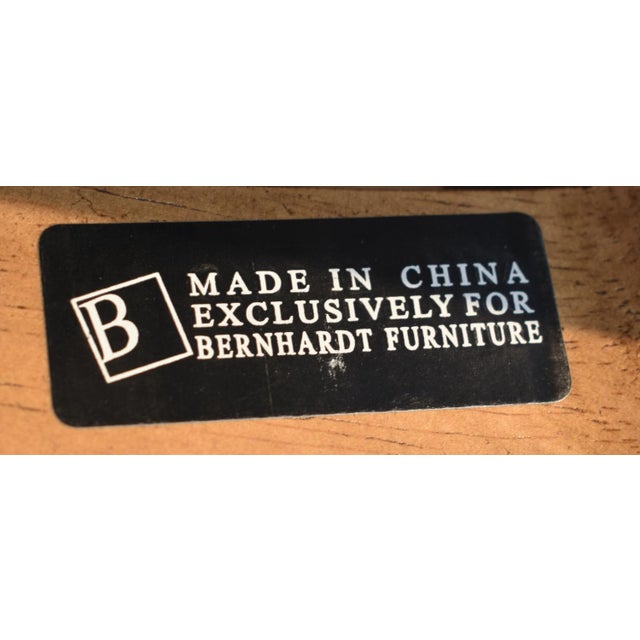 B
MADE IN CHINA
EXCLUSIVELY FOR
BERNHARDT FURNITURE